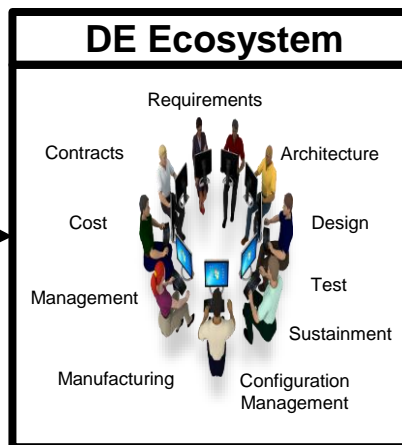 DE Ecosystem
Requirements
Contracts
Architecture
Cost
Design
Management
Test
Sustainment
Manufacturing
Configuration
Management